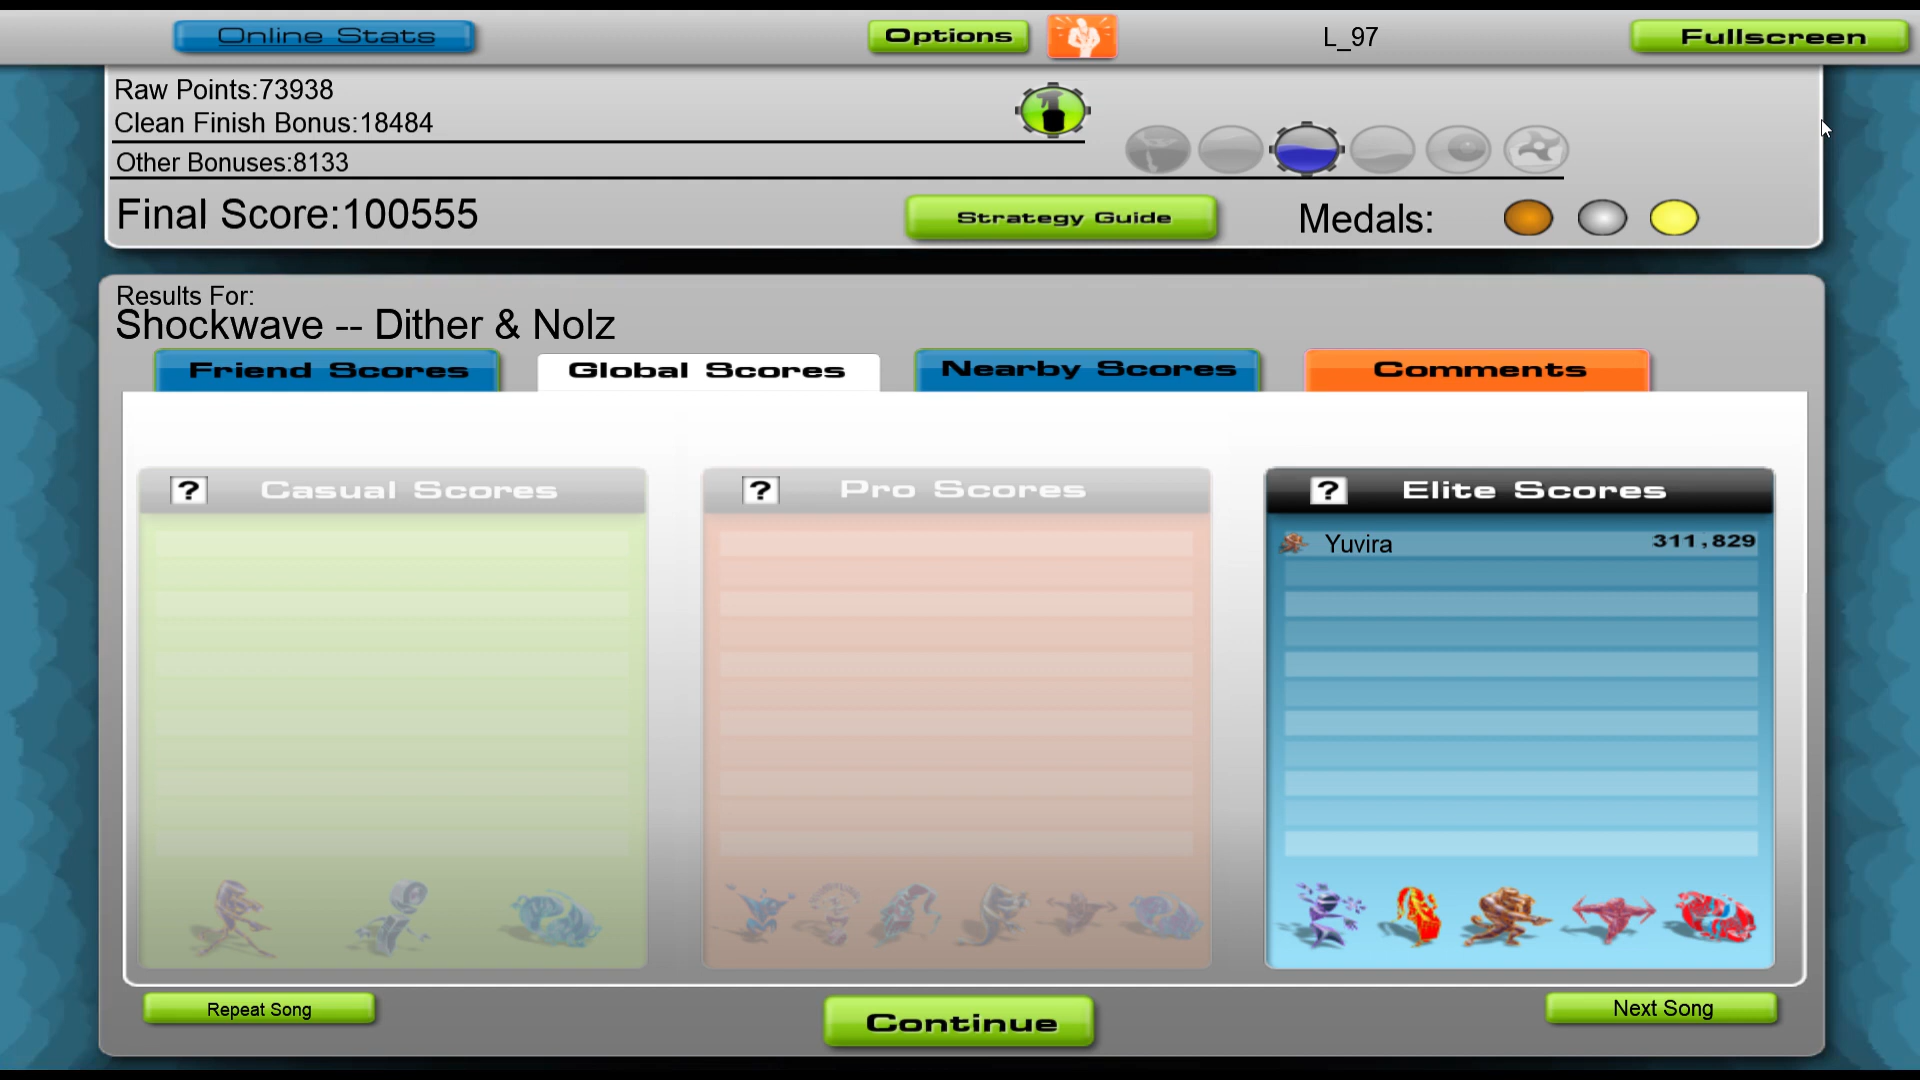 Online Stats
Options
L_97
Fullscreen
Raw Points:73938
Clean Finish Bonus:18484
Other Bonuses:8133
Final Score:100555
Strategy Guide
Medals:
Results For:
Shockwave -- Dither & Nolz
Friend Scores
Global Scores
Nearby Scores
Comments
? Casual Scores
? Pro Scores
? Elite Scores
Yuvira 311,829
Repeat Song
Continue
Next Song